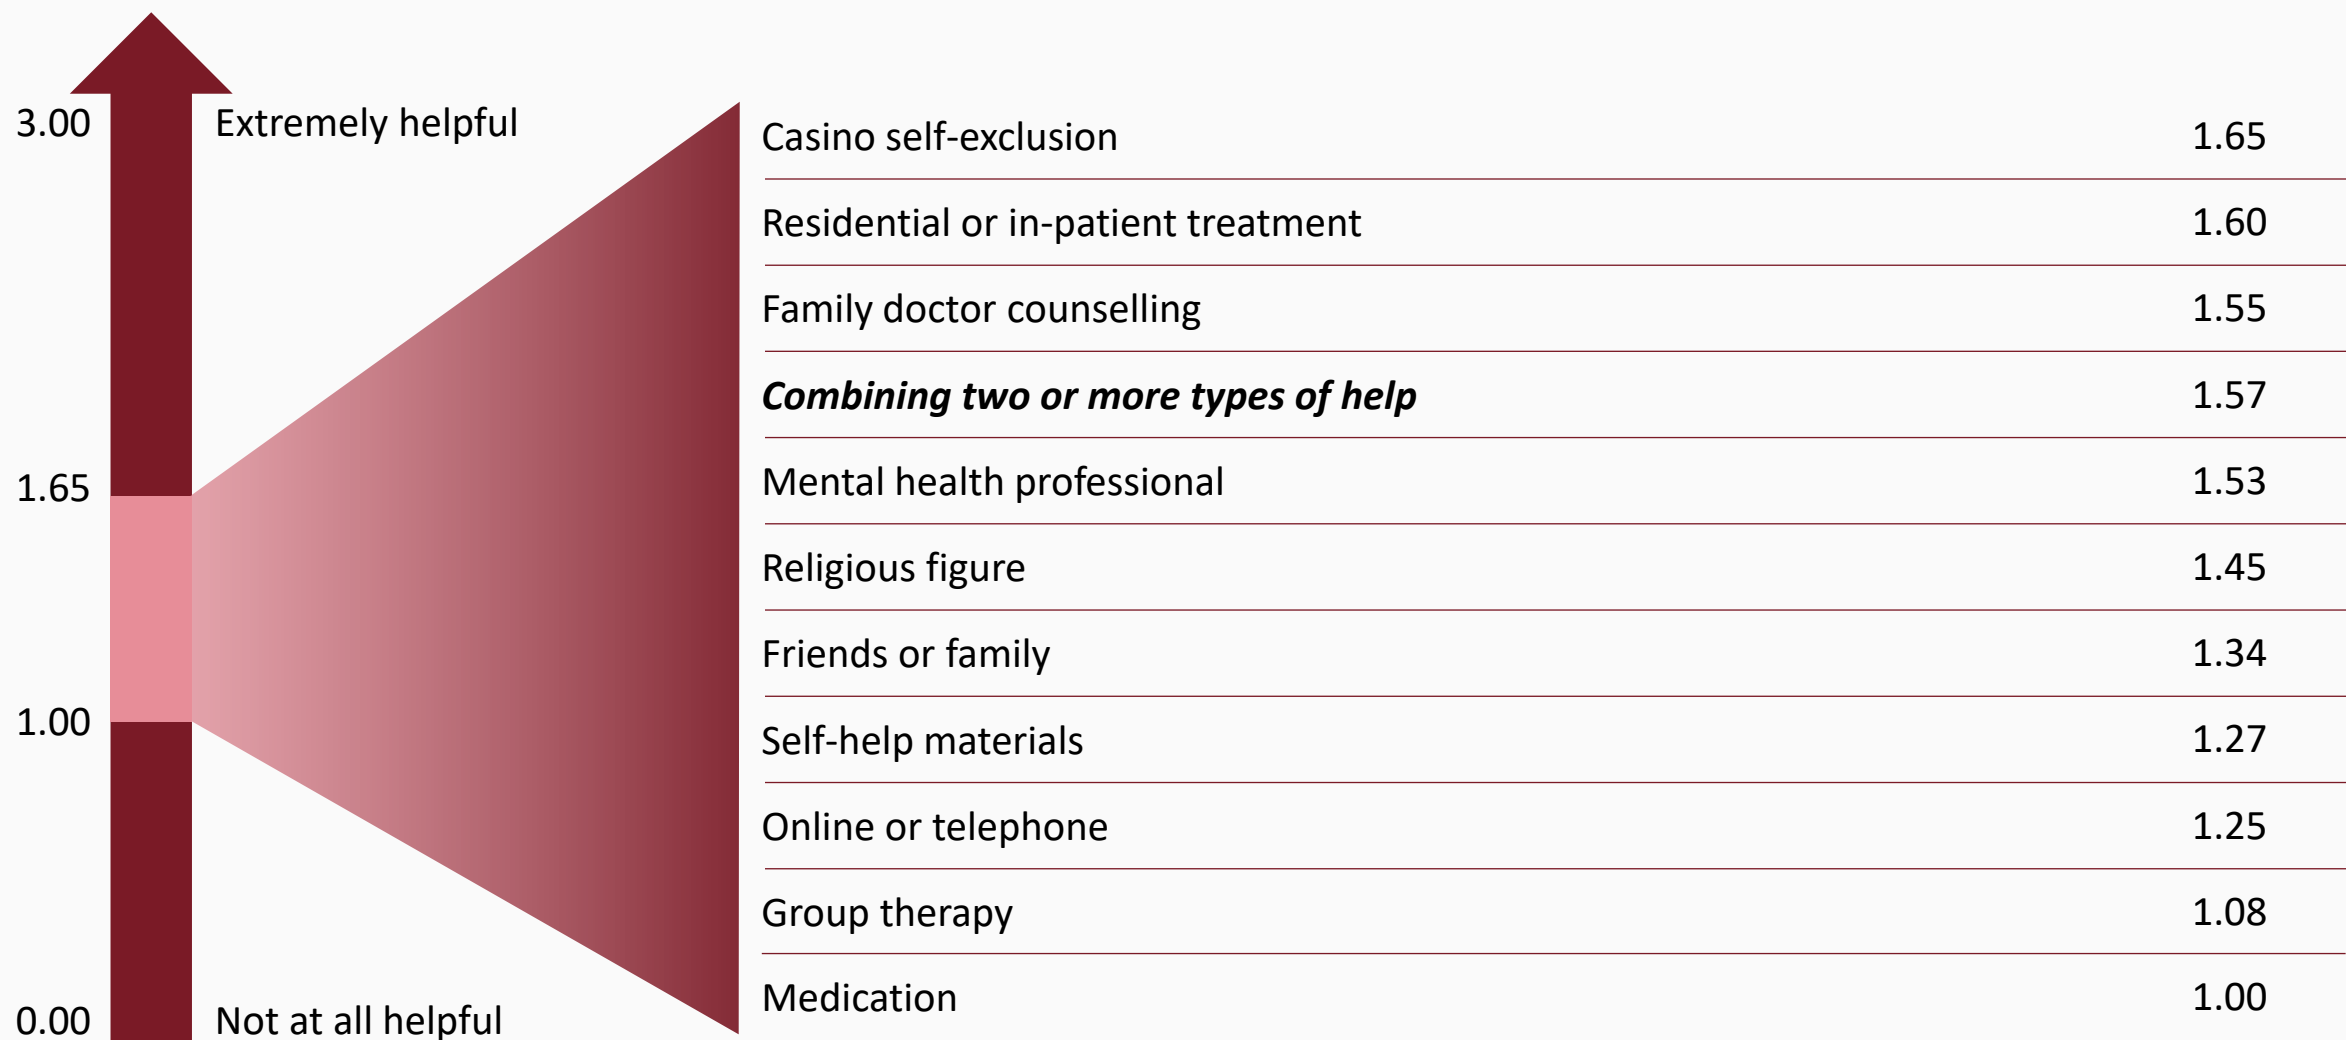 3.00 Extremely helpful
1.65
1.00
0.00 Not at all helpful
Casino self-exclusion 1.65
Residential or in-patient treatment 1.60
Family doctor counselling 1.55
Combining two or more types of help 1.57
Mental health professional 1.53
Religious figure 1.45
Friends or family 1.34
Self-help materials 1.27
Online or telephone 1.25
Group therapy 1.08
Medication 1.00